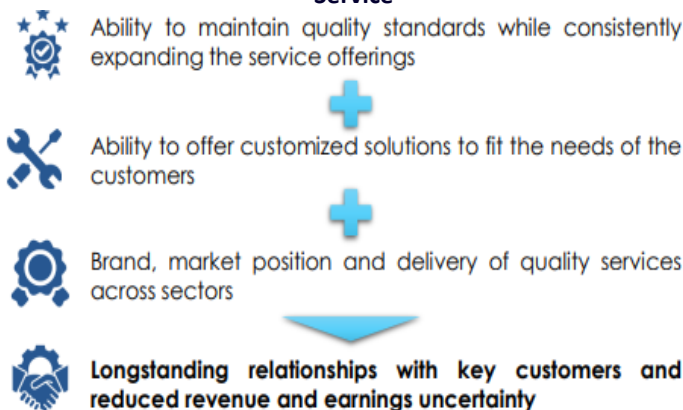 Service
Ability to maintain quality standards while consistently
expanding the service offerings
Ability to offer customized solutions to fit the needs of the
customers
Brand, market position and delivery of quality services
across sectors
Longstanding relationships with key customers and
reduced revenue and earnings uncertainty